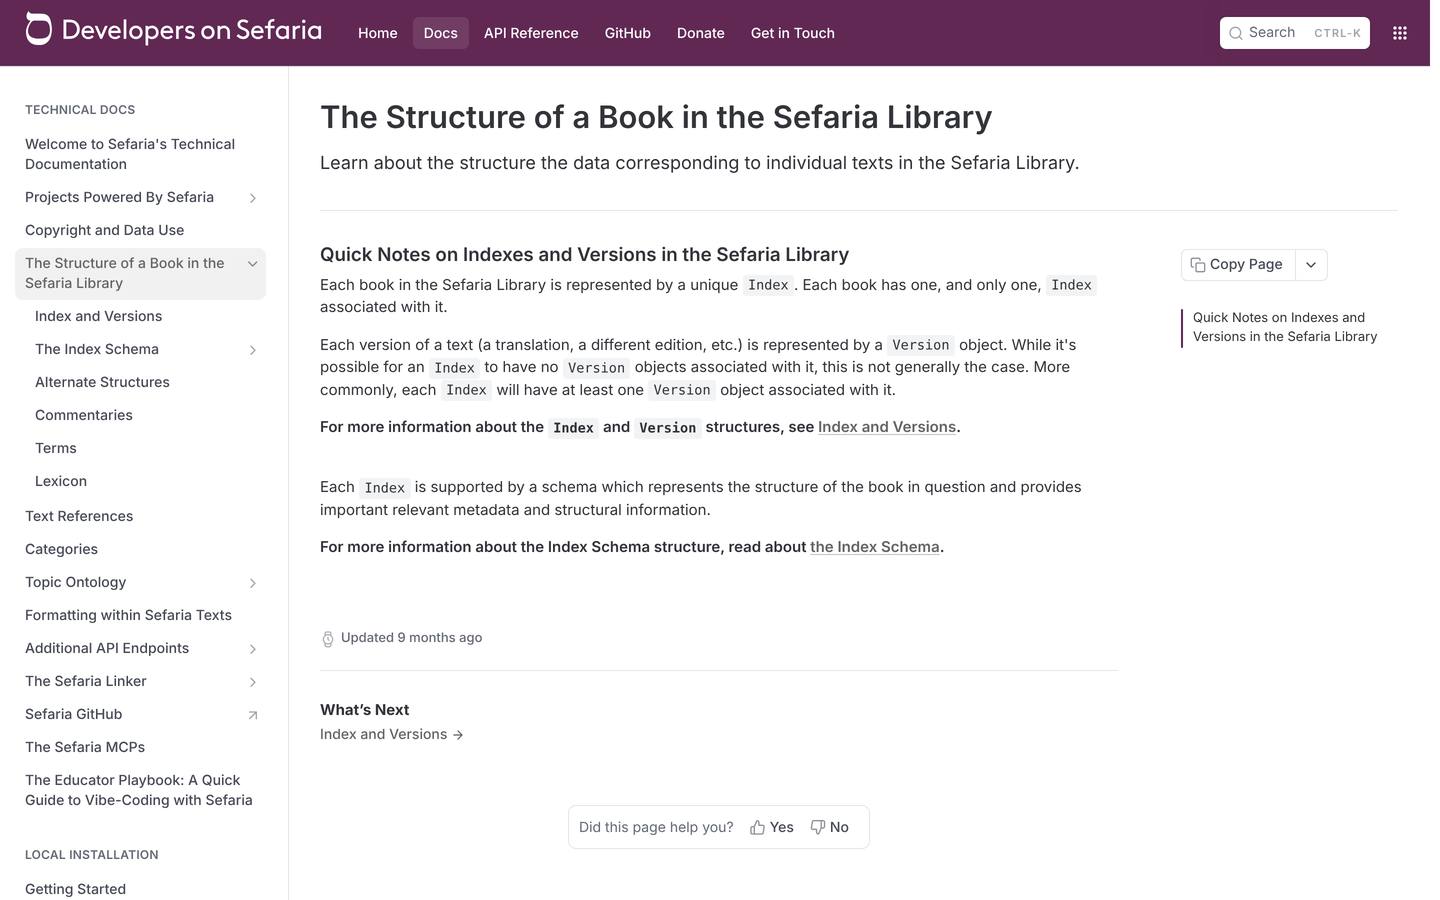 Developers on Sefaria
Home
Docs
API Reference
GitHub
Donate
Get in Touch
Search
CTRL-K
TECHNICAL DOCS
Welcome to Sefaria's Technical
Documentation
Projects Powered By Sefaria
Copyright and Data Use
The Structure of a Book in the
Sefaria Library
Index and Versions
The Index Schema
Alternate Structures
Commentaries
Terms
Lexicon
Text References
Categories
Topic Ontology
Formatting within Sefaria Texts
Additional API Endpoints
The Sefaria Linker
Sefaria GitHub
The Sefaria MCPs
The Educator Playbook: A Quick
Guide to Vibe-Coding with Sefaria
LOCAL INSTALLATION
Getting Started
The Structure of a Book in the Sefaria Library
Learn about the structure the data corresponding to individual texts in the Sefaria Library.
Quick Notes on Indexes and Versions in the Sefaria Library
Each book in the Sefaria Library is represented by a unique Index . Each book has one, and only one, Index
associated with it.
Each version of a text (a translation, a different edition, etc.) is represented by a Version object. While it's
possible for an Index to have no Version objects associated with it, this is not generally the case. More
commonly, each Index will have at least one Version object associated with it.
For more information about the Index and Version structures, see Index and Versions.
Each Index is supported by a schema which represents the structure of the book in question and provides
important relevant metadata and structural information.
For more information about the Index Schema structure, read about the Index Schema.
Updated 9 months ago
What’s Next
Index and Versions →
Did this page help you?
Yes
No
Copy Page
Quick Notes on Indexes and
Versions in the Sefaria Library